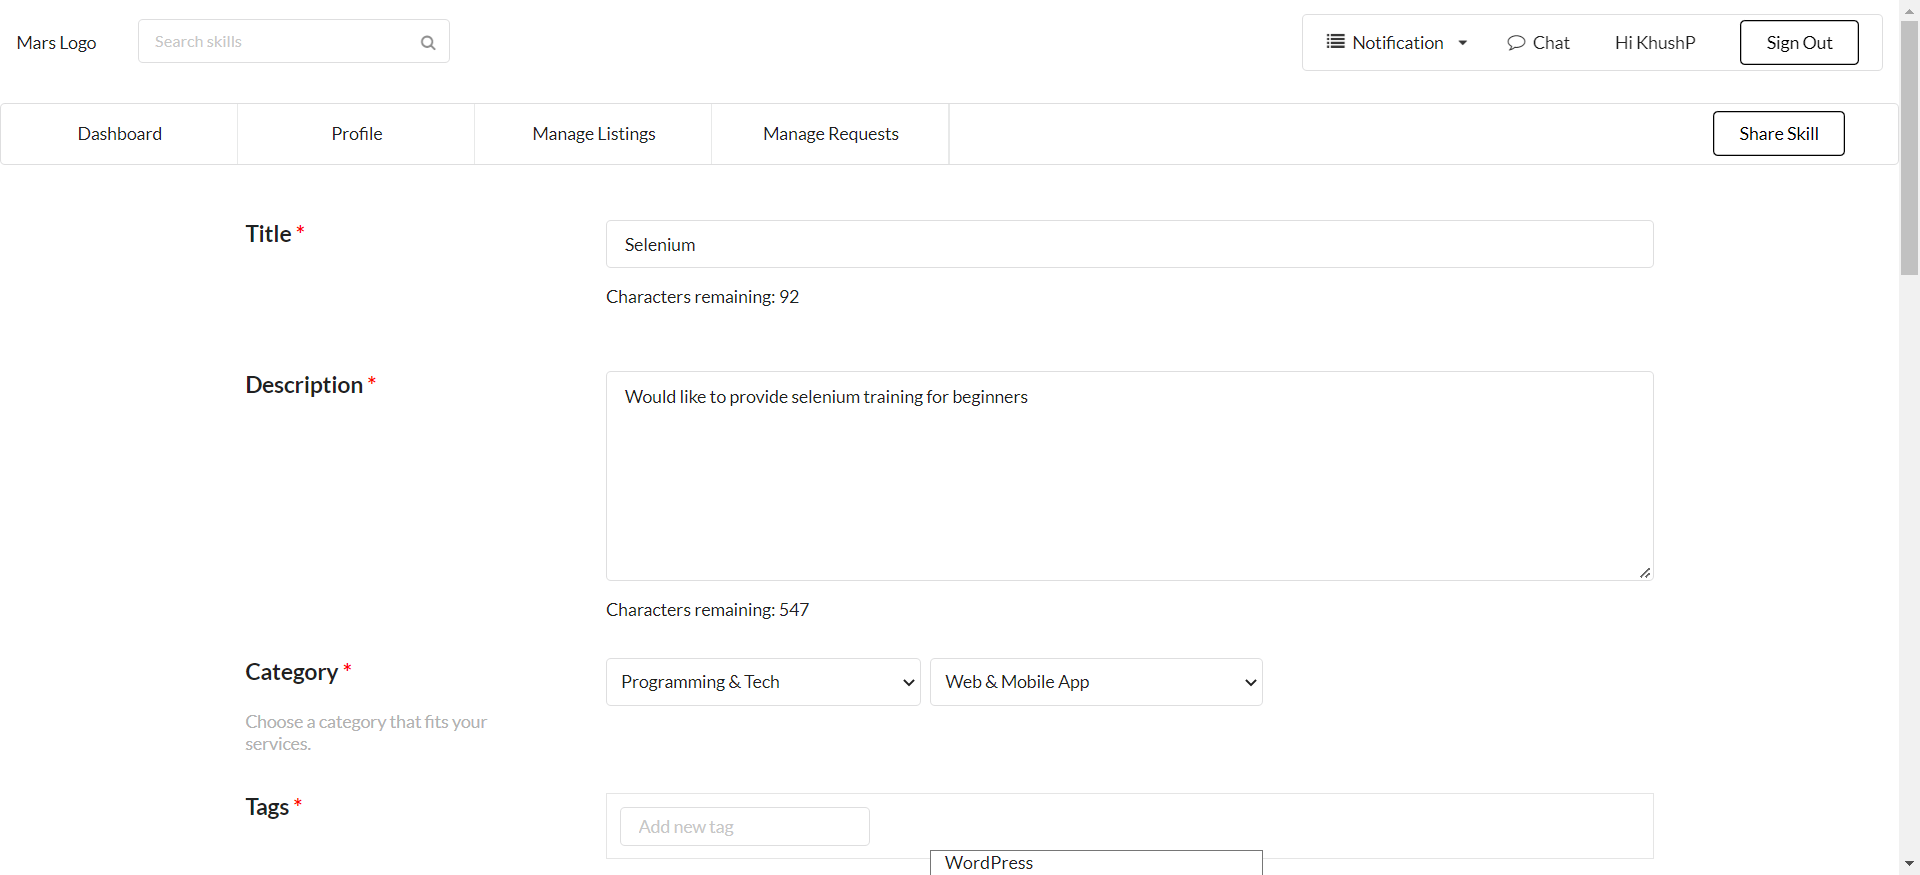 Mars Logo
Search skills
Notification
Chat
Hi KhushP
Sign Out
Dashboard
Profile
Manage Listings
Manage Requests
Share Skill
Title *
Selenium
Characters remaining: 92
Description *
Would like to provide selenium training for beginners
Characters remaining: 547
Category *
Programming & Tech
Web & Mobile App
Choose a category that fits your
services.
Tags *
Add new tag
WordPress